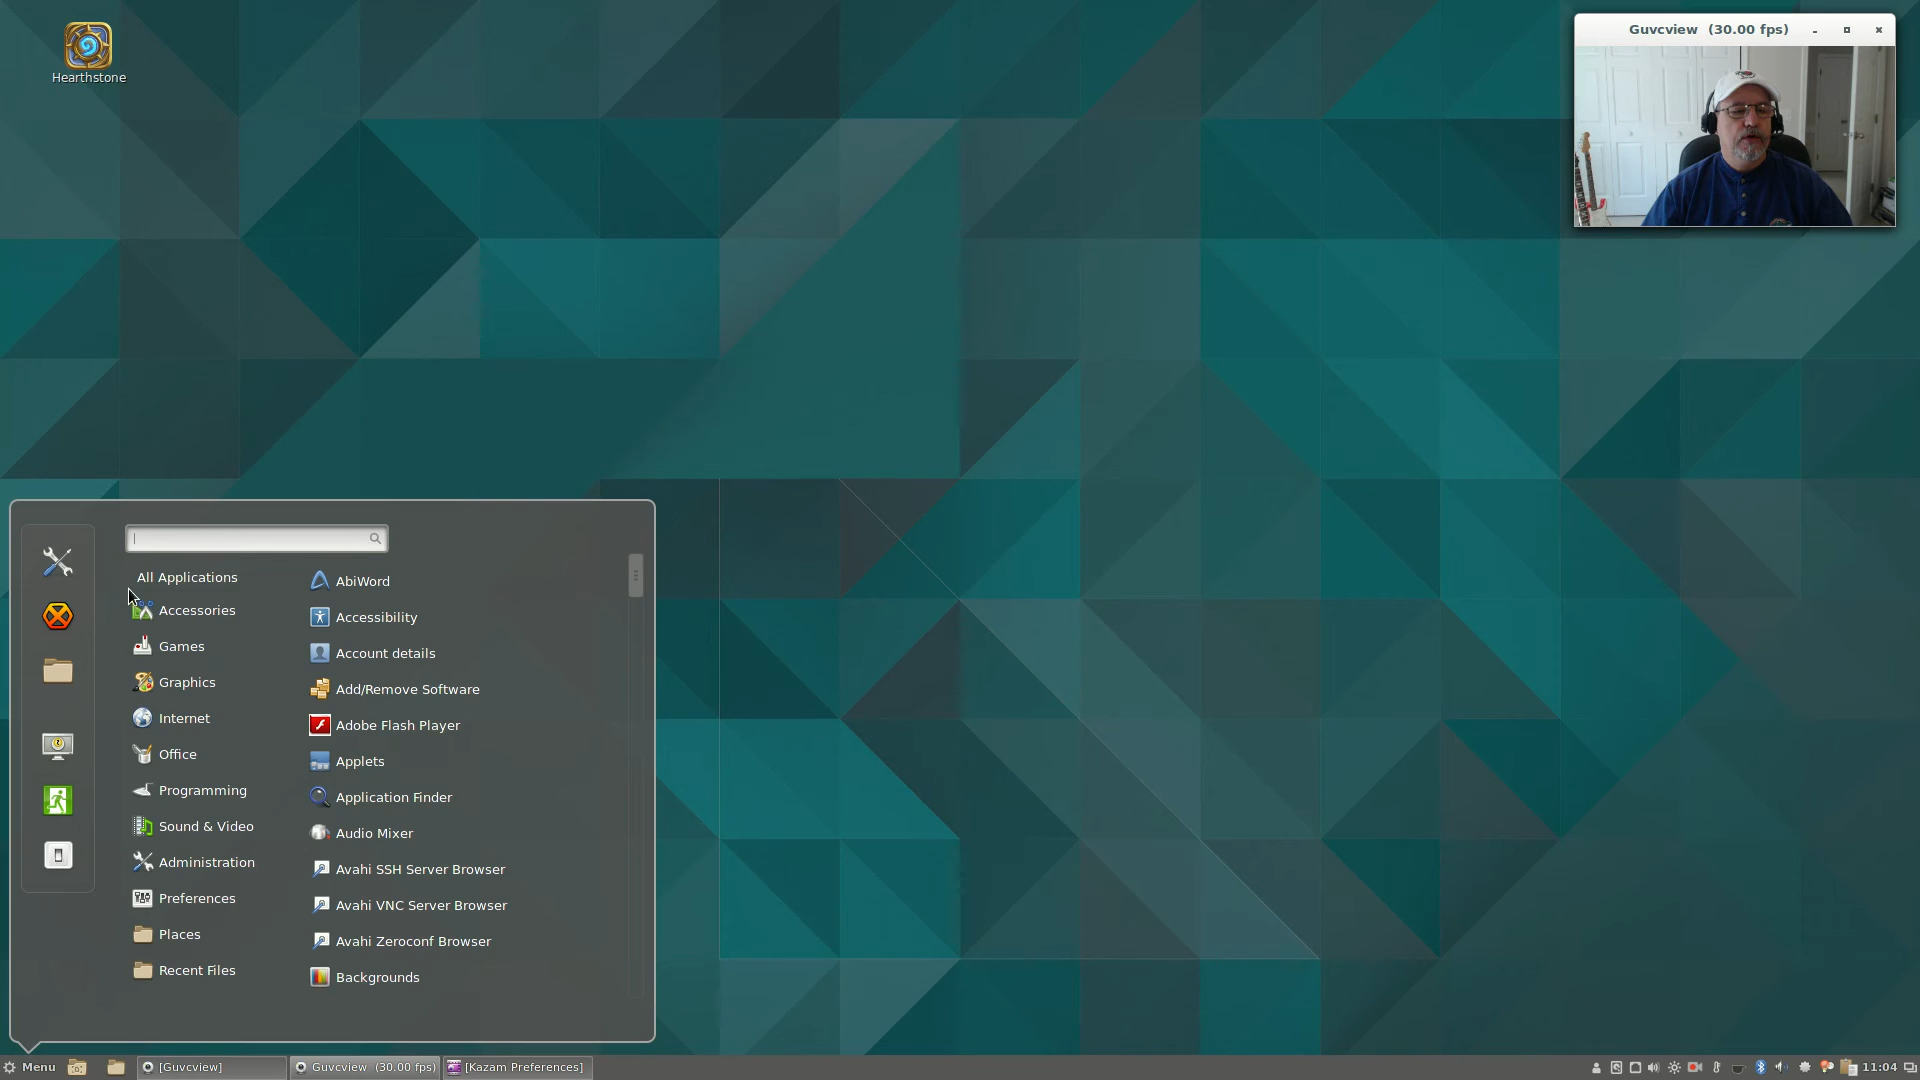 Hearthstone
Guvcview (30.00 fps)
All Applications
Accessories
Games
Graphics
Internet
Office
Programming
Sound & Video
Administration
Preferences
Places
Recent Files
AbiWord
Accessibility
Account details
Add/Remove Software
Adobe Flash Player
Applets
Application Finder
Audio Mixer
Avahi SSH Server Browser
Avahi VNC Server Browser
Avahi Zeroconf Browser
Backgrounds
Menu
[Guvcview]
Guvcview (30.00 fps)
[Kazam Preferences]
11:04